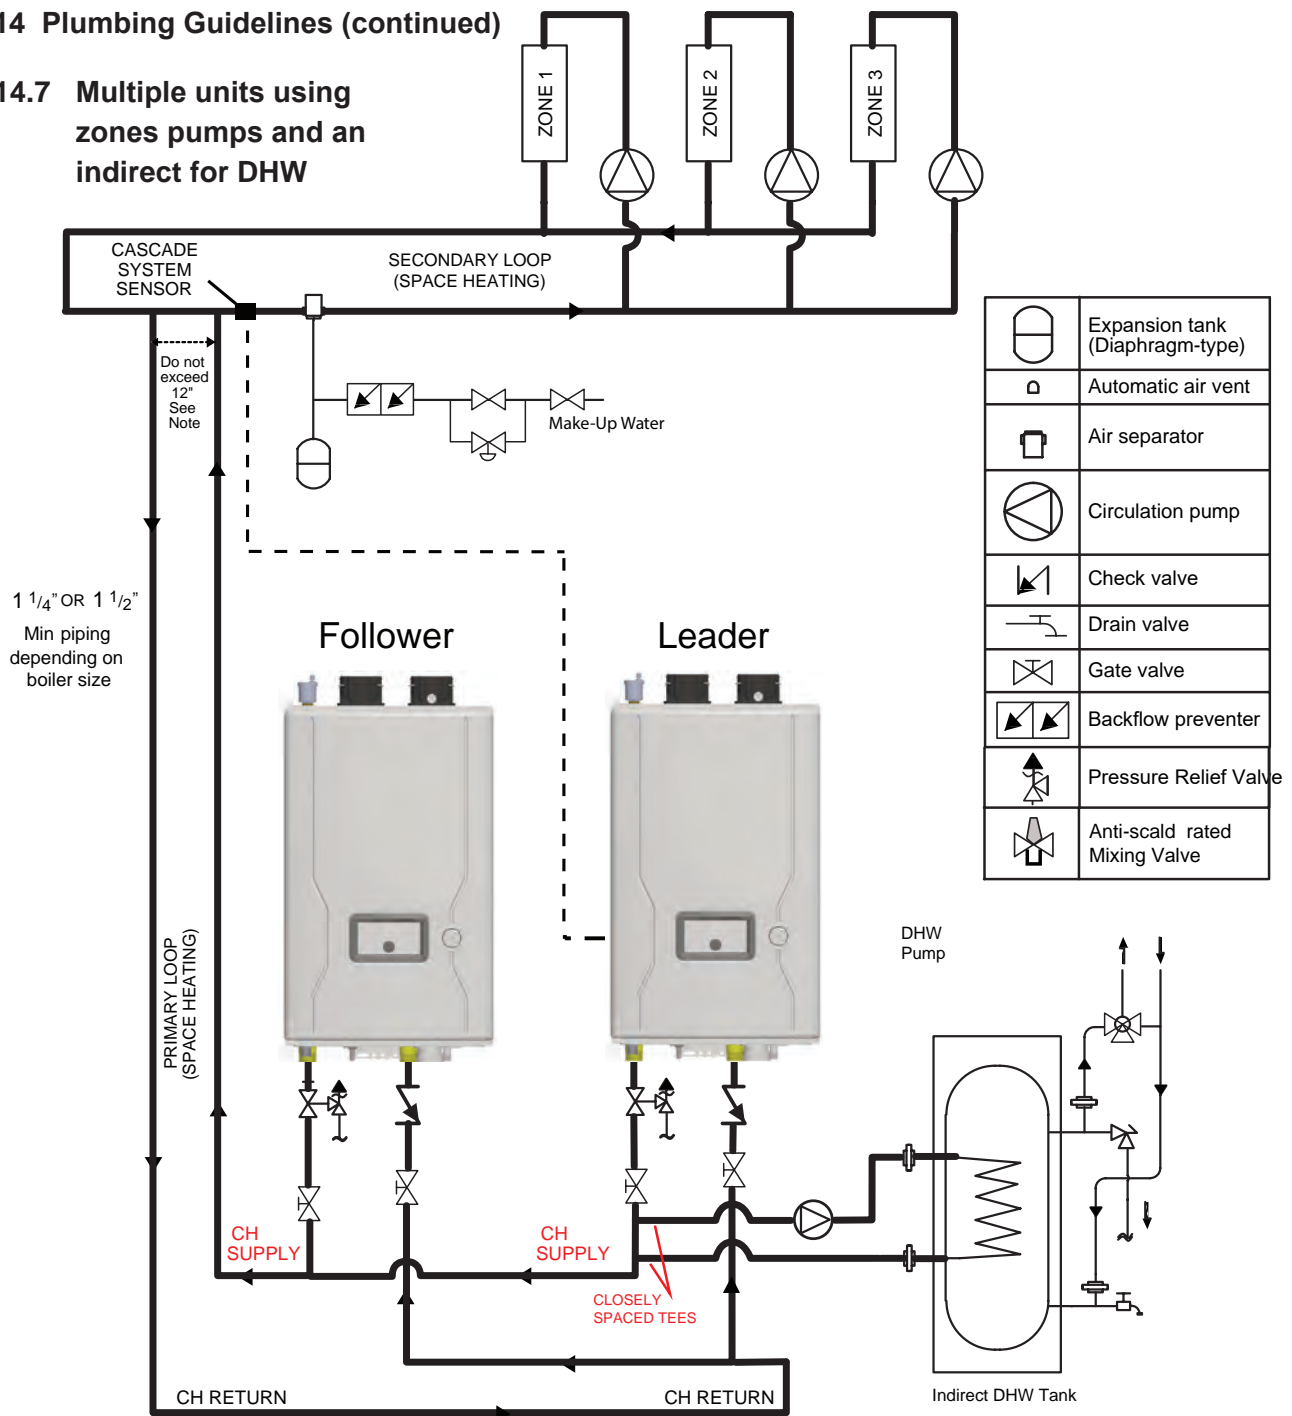 14 Plumbing Guidelines (continued)
14.7 Multiple units using
zones pumps and an
indirect for DHW
ZONE 1
ZONE 2
ZONE 3
CASCADE
SYSTEM
SENSOR
SECONDARY LOOP
(SPACE HEATING)
Do not
exceed
12"
See
Note
Make-Up Water
Expansion tank
(Diaphragm-type)
Automatic air vent
Air separator
Circulation pump
Check valve
Drain valve
Gate valve
Backflow preventer
Pressure Relief Valve
Anti-scald rated
Mixing Valve
1 1/4" OR 1 1/2"
Min piping
depending on
boiler size
Follower
Leader
PRIMARY LOOP
(SPACE HEATING)
DHW
Pump
CH
SUPPLY
CH
SUPPLY
CLOSELY
SPACED TEES
CH RETURN
CH RETURN
Indirect DHW Tank